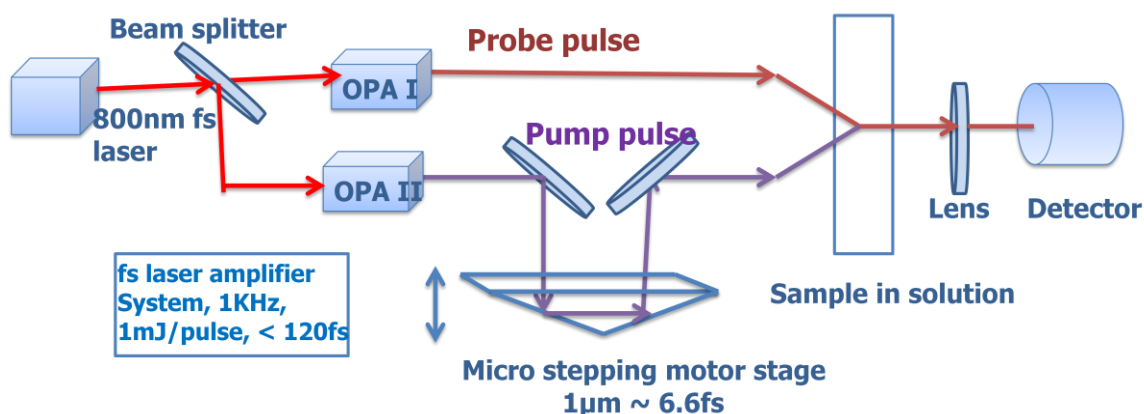 Beam splitter
Probe pulse
OPA I
800nm fs
laser
Pump pulse
OPA II
Lens
Detector
fs laser amplifier
System, 1KHz,
1mJ/pulse, < 120fs
Sample in solution
Micro stepping motor stage
1μm ~ 6.6fs